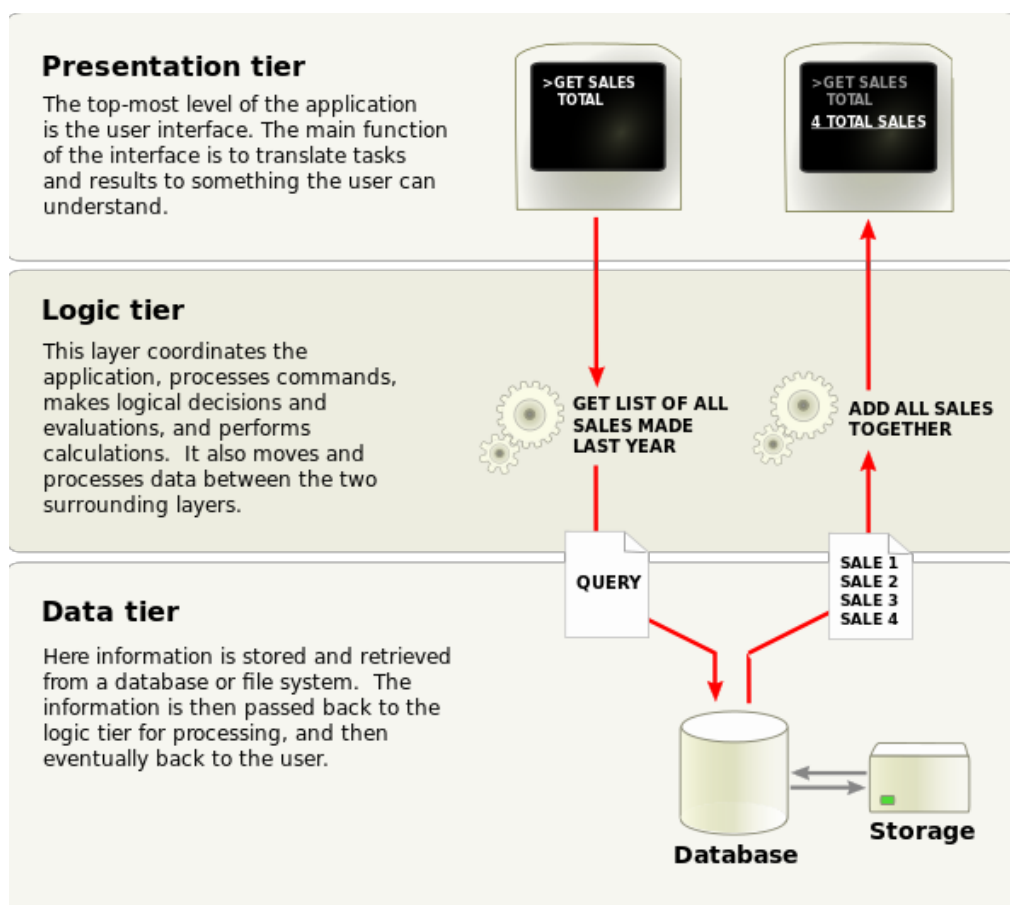 Presentation tier
The top-most level of the application
is the user interface. The main function
of the interface is to translate tasks
and results to something the user can
understand.
>GET SALES
TOTAL
>GET SALES
TOTAL
4 TOTAL SALES
Logic tier
This layer coordinates the
application, processes commands,
makes logical decisions and
evaluations, and performs
calculations.  It also moves and
processes data between the two
surrounding layers.
GET LIST OF ALL
SALES MADE
LAST YEAR
ADD ALL SALES
TOGETHER
QUERY
SALE 1
SALE 2
SALE 3
SALE 4
Data tier
Here information is stored and retrieved
from a database or file system.  The
information is then passed back to the
logic tier for processing, and then
eventually back to the user.
Database
Storage